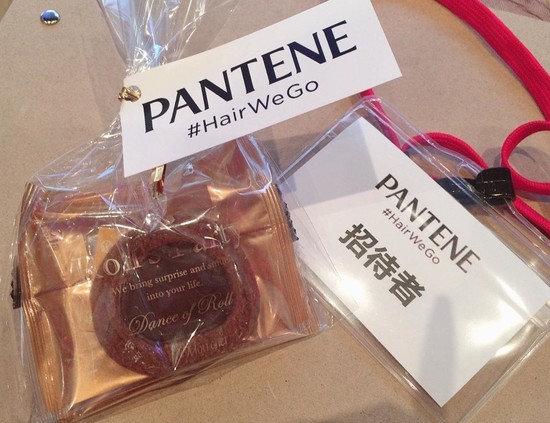 PANTENE
#HairWeGo
We bring surprise and
into your life.
Dance of Roll
PANTENE
#HairWeGo
招待者